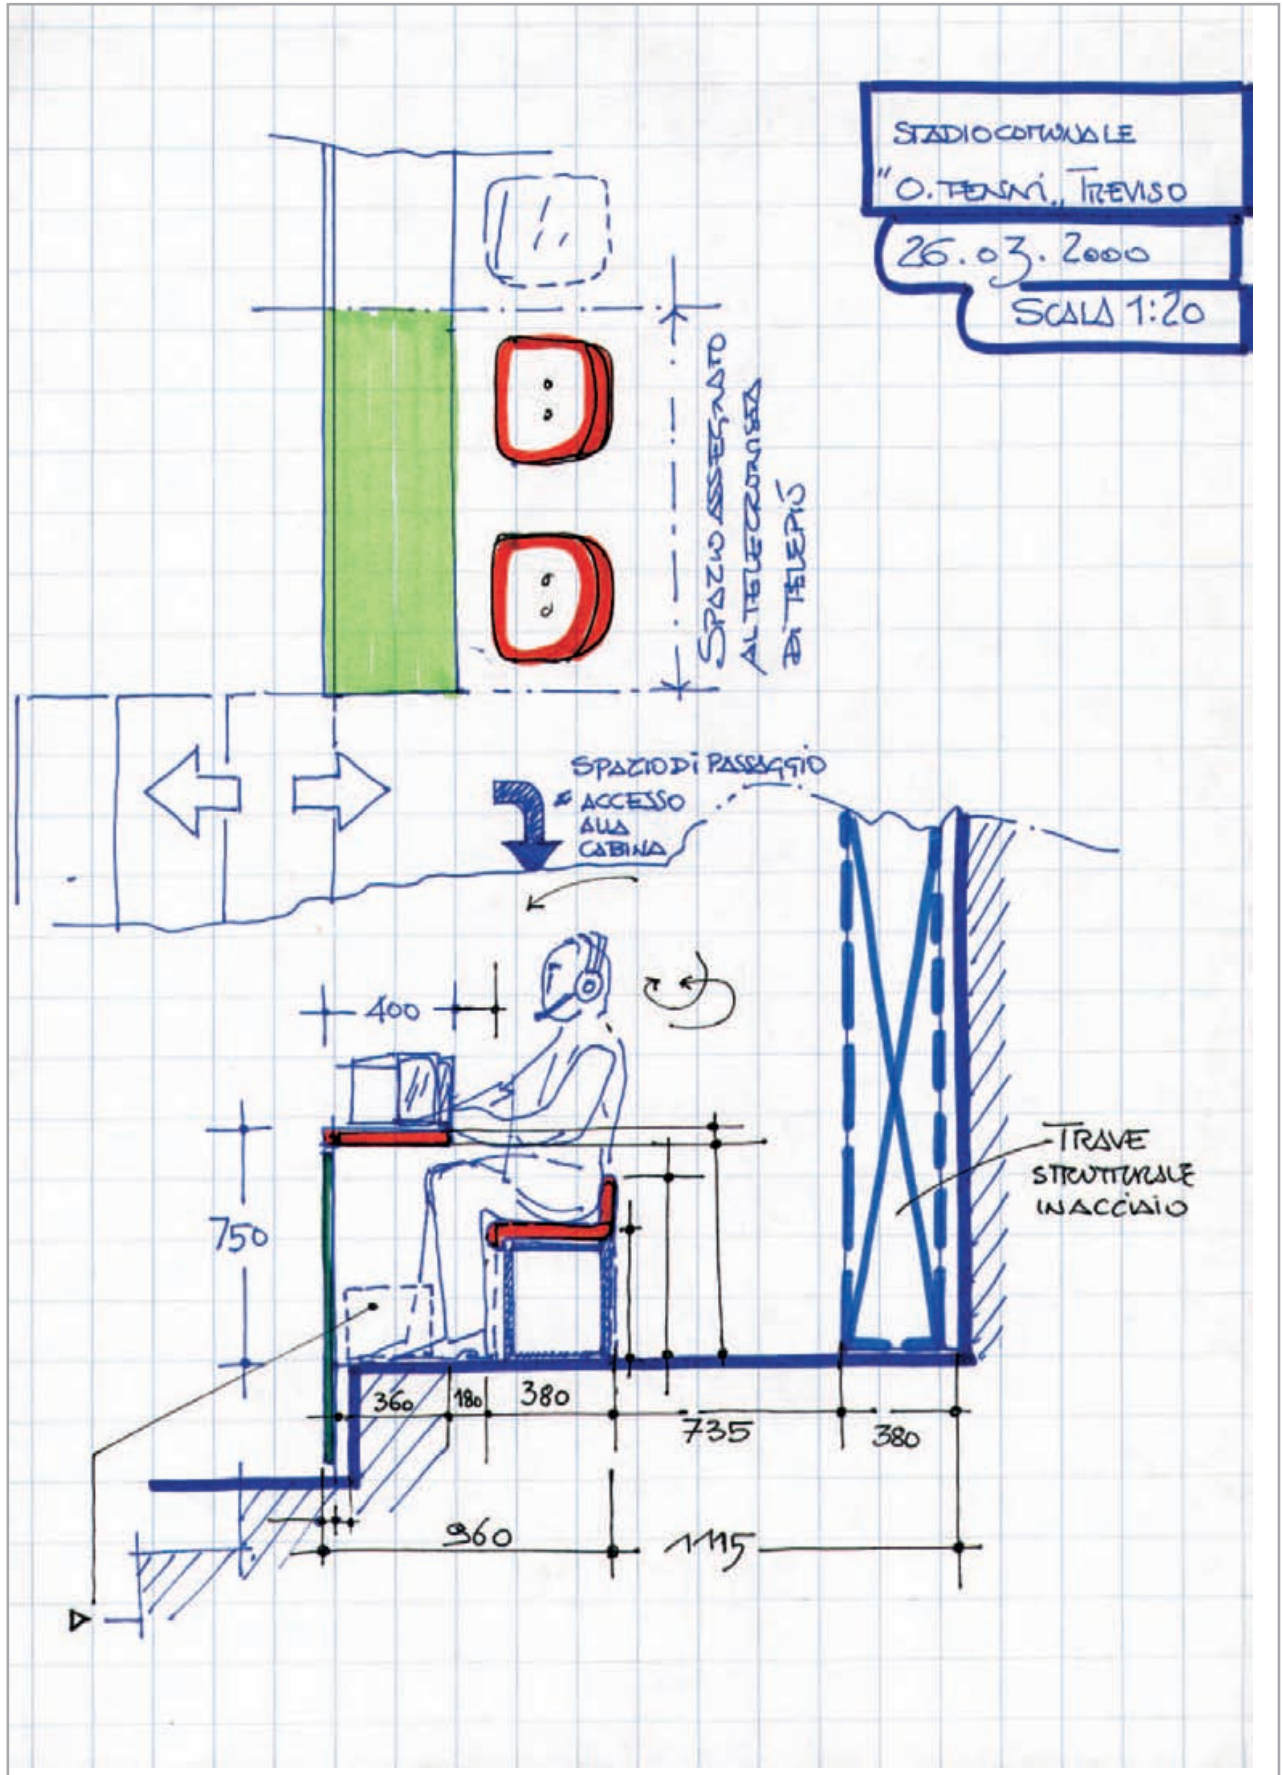 STADIO COMUNALE
"O. TENNI„ TREVISO
26.03.2000
SCALA 1:20
SPAZIO ASSEGNATO
AL TELECRONISTA
DI TELEPIÙ
SPAZIO DI PASSAGGIO
ACCESSO
ALLA
CABINA
400
TRAVE
STRUTTURALE
IN ACCIAIO
750
360 180 380
735 380
960 1115